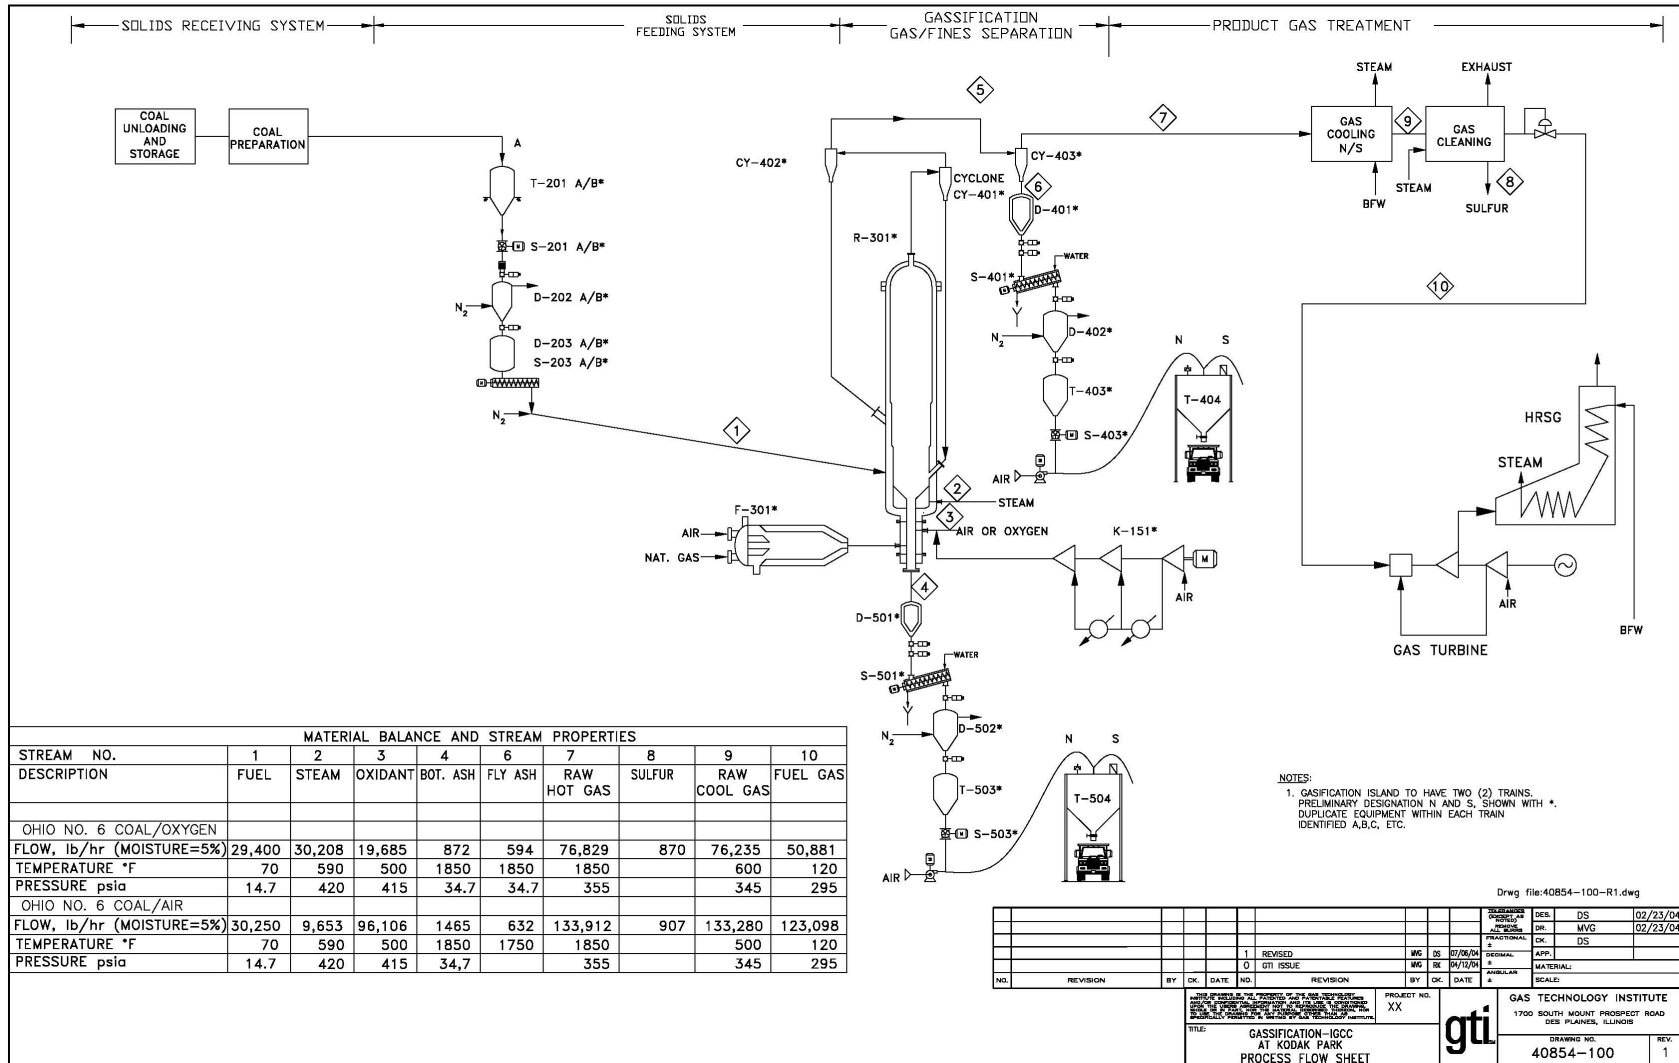 SOLIDS RECEIVING SYSTEM
SOLIDS
FEEDING SYSTEM
GASSIFICATION
GAS/FINES SEPARATION
PRODUCT GAS TREATMENT
COAL
UNLOADING
AND
STORAGE
COAL
PREPARATION
A
T-201 A/B*
S-201 A/B*
M
D-202 A/B*
N2
D-203 A/B*
S-203 A/B*
M
N2
1
5
CY-402*
CYCLONE
CY-401*
R-301*
CY-403*
6
D-401*
WATER
S-401*
M
D-402*
N2
T-403*
M
S-403*
AIR
N S
T-404
7
STEAM
EXHAUST
GAS
COOLING
N/S
9
GAS
CLEANING
STEAM
BFW
8
SULFUR
10
HRSG
STEAM
AIR
GAS TURBINE
BFW
2
STEAM
3
AIR OR OXYGEN
K-151*
M
AIR
F-301*
AIR
NAT. GAS
4
D-501*
WATER
S-501*
M
D-502*
N2
T-503*
M
S-503*
AIR
N S
T-504
NOTES:
1. GASIFICATION ISLAND TO HAVE TWO (2) TRAINS.
PRELIMINARY DESIGNATION N AND S, SHOWN WITH *.
DUPLICATE EQUIPMENT WITHIN EACH TRAIN
IDENTIFIED A,B,C, ETC.
MATERIAL BALANCE AND STREAM PROPERTIES
STREAM NO. 1 2 3 4 6 7 8 9 10
DESCRIPTION FUEL STEAM OXIDANT BOT. ASH FLY ASH RAW HOT GAS SULFUR RAW COOL GAS FUEL GAS
OHIO NO. 6 COAL/OXYGEN
FLOW, lb/hr (MOISTURE=5%) 29,400 30,208 19,685 872 594 76,829 870 76,235 50,881
TEMPERATURE °F 70 590 500 1850 1850 1850 600 120
PRESSURE psia 14.7 420 415 34.7 34.7 355 345 295
OHIO NO. 6 COAL/AIR
FLOW, lb/hr (MOISTURE=5%) 30,250 9,653 96,106 1465 632 133,912 907 133,280 123,098
TEMPERATURE °F 70 590 500 1850 1750 1850 500 120
PRESSURE psia 14.7 420 415 34,7 355 345 295
Drwg file:40854-100-R1.dwg
1 REVISED MVG DS 07/06/04
0 GTI ISSUE MVG RK 04/12/04
NO. REVISION BY CK. DATE NO. REVISION BY CK. DATE
FRACTIONAL
±
DECIMAL
±
ANGULAR
±
DES. DS 02/23/04
DR. MVG 02/23/04
CK. DS
APP.
MATERIAL:
SCALE:
PROJECT NO.
XX
TITLE:
GASSIFICATION-IGCC
AT KODAK PARK
PROCESS FLOW SHEET
gti
GAS TECHNOLOGY INSTITUTE
1700 SOUTH MOUNT PROSPECT ROAD
DES PLAINES, ILLINOIS
DRAWING NO.
40854-100
REV.
1